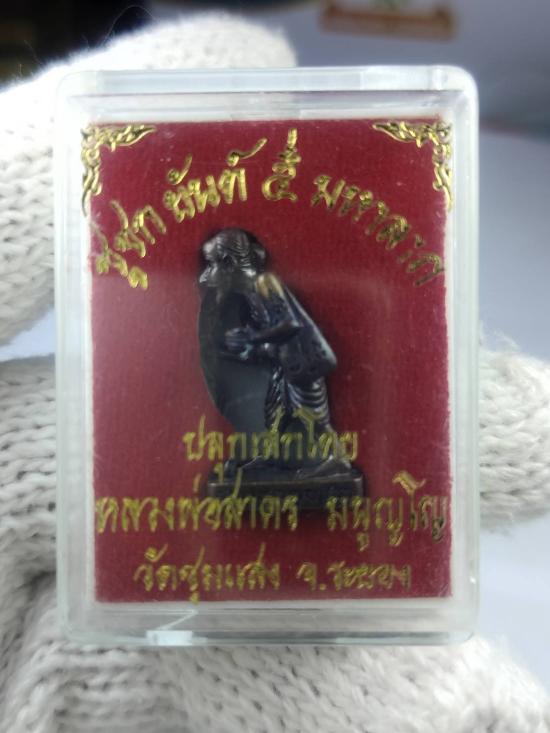 ชูชก พันท์ ๕ มหาลาภ
ปลุกเสกโดย
หลวงพ่อสาคร มนุญฺโญ
วัดชุมแสง จ.ระยอง